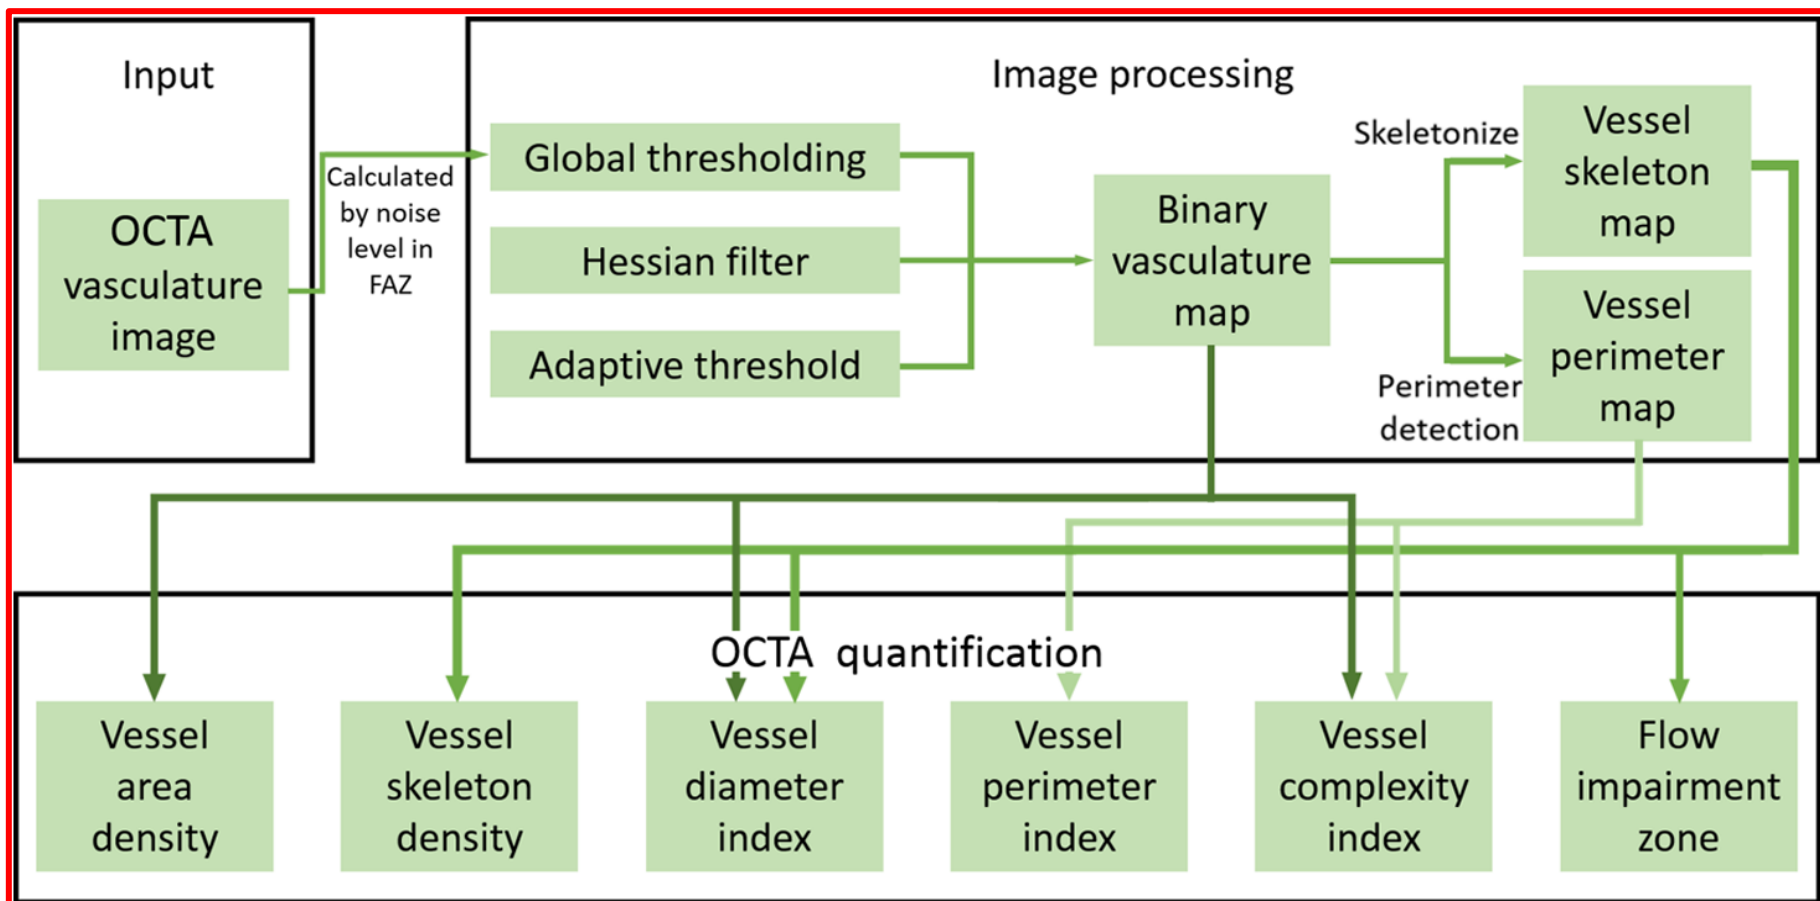 Input
OCTA
vasculature
image
Calculated
by noise
level in
FAZ
Image processing
Global thresholding
Hessian filter
Adaptive threshold
Binary
vasculature
map
Skeletonize
Vessel
skeleton
map
Perimeter
detection
Vessel
perimeter
map
OCTA quantification
Vessel
area
density
Vessel
skeleton
density
Vessel
diameter
index
Vessel
perimeter
index
Vessel
complexity
index
Flow
impairment
zone